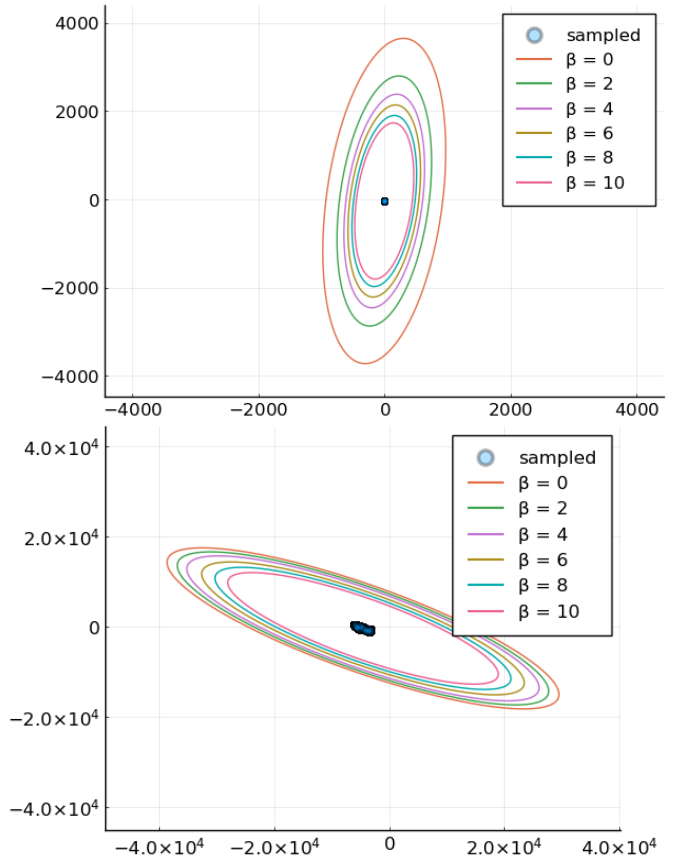 4000
2000
0
−2000
−4000
−4000
−2000
0
2000
4000
sampled
β = 0
β = 2
β = 4
β = 6
β = 8
β = 10
4.0×10⁴
2.0×10⁴
0
−2.0×10⁴
−4.0×10⁴
−4.0×10⁴
−2.0×10⁴
0
2.0×10⁴
4.0×10⁴
sampled
β = 0
β = 2
β = 4
β = 6
β = 8
β = 10